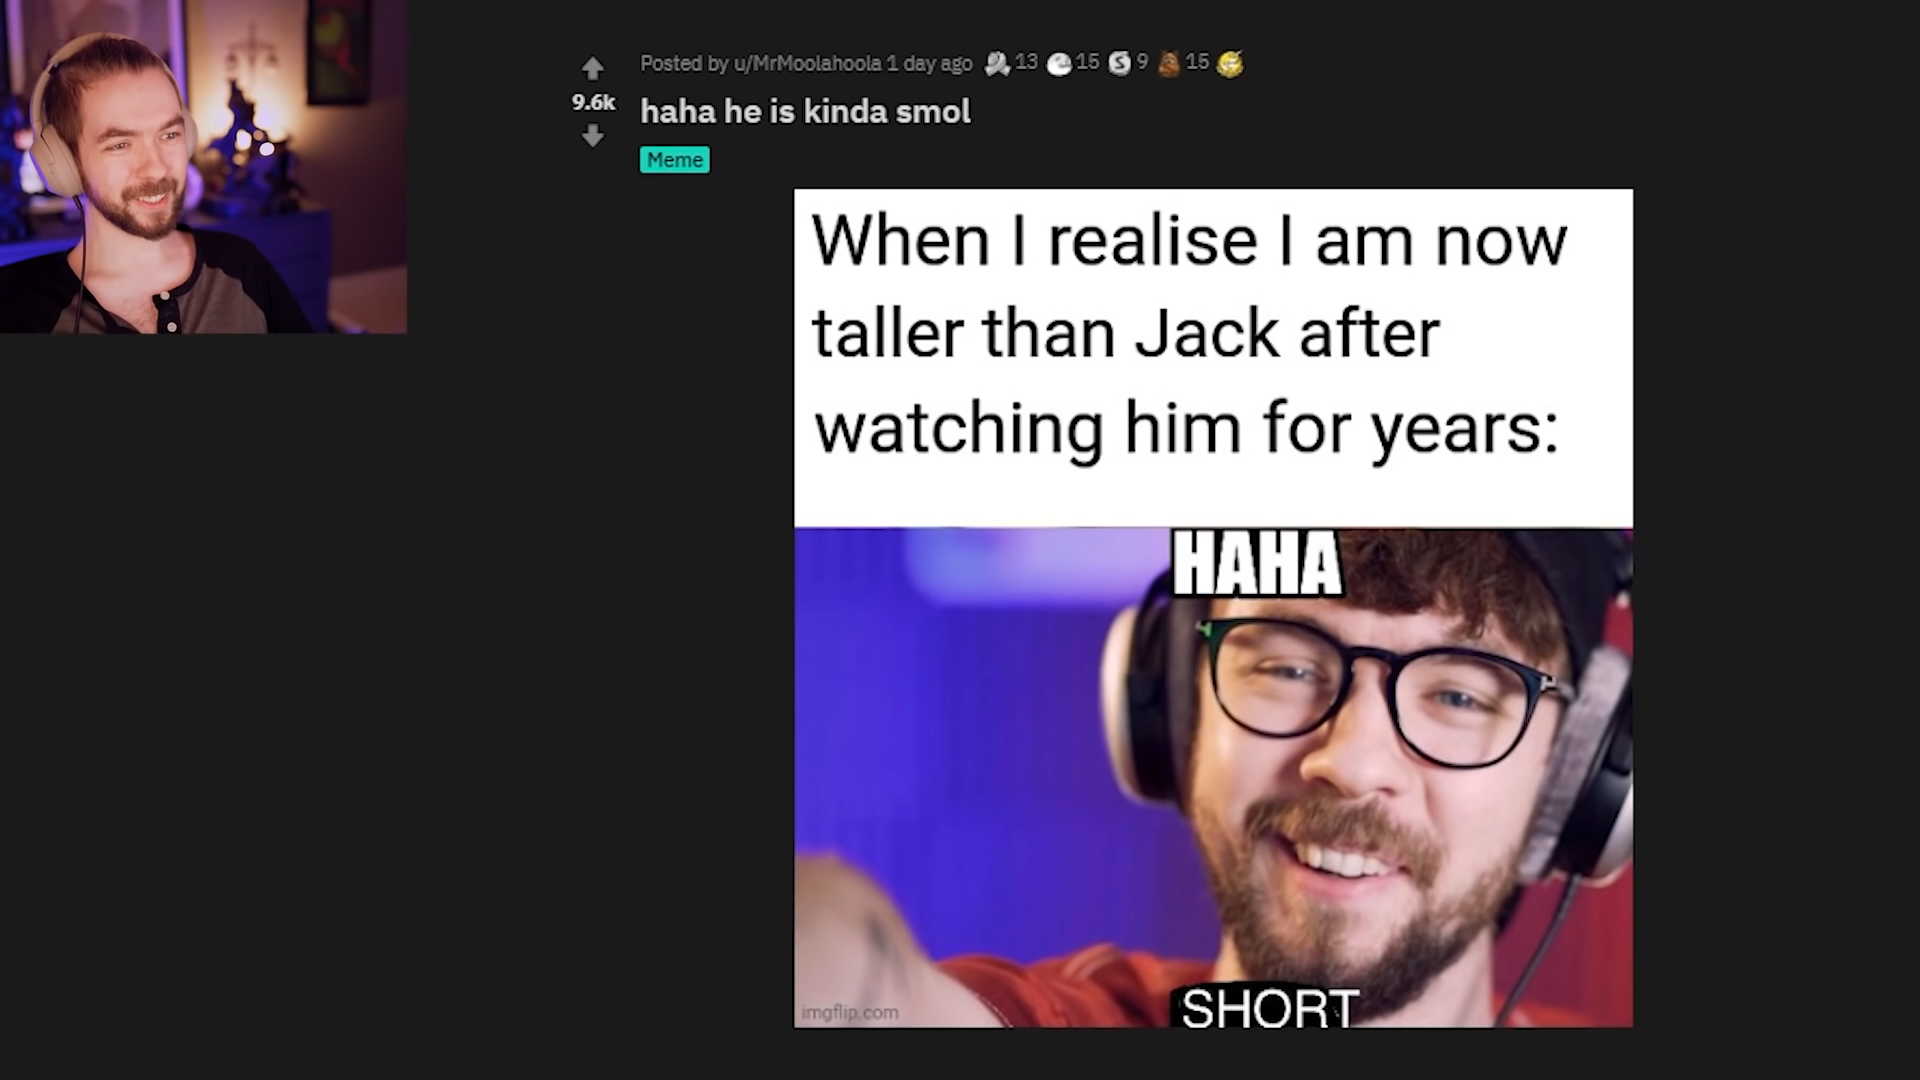 Posted by u/MrMoolahoola 1 day ago 13 15 9 15
9.6k
haha he is kinda smol
Meme
When I realise I am now
taller than Jack after
watching him for years:
HAHA
SHORT
imgflip.com